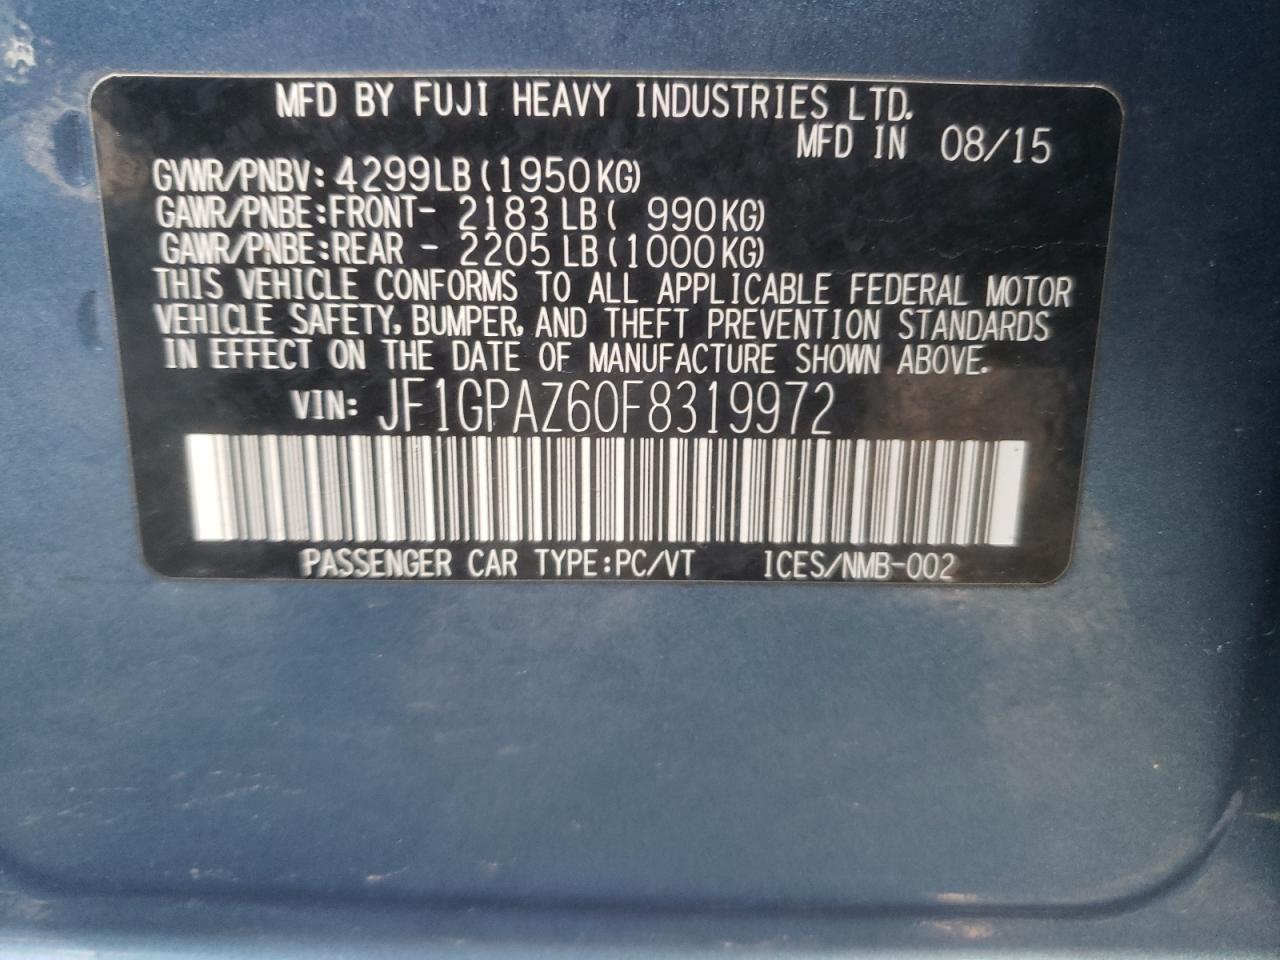 MFD BY FUJI HEAVY INDUSTRIES LTD.
MFD IN 08/15
GVWR/PNBV: 4299LB (1950KG)
GAWR/PNBE: FRONT- 2183 LB ( 990KG)
GAWR/PNBE: REAR - 2205 LB (1000KG)
THIS VEHICLE CONFORMS TO ALL APPLICABLE FEDERAL MOTOR
VEHICLE SAFETY, BUMPER, AND THEFT PREVENTION STANDARDS
IN EFFECT ON THE DATE OF MANUFACTURE SHOWN ABOVE.
VIN: JF1GPAZ60F8319972
PASSENGER CAR TYPE:PC/VT ICES/NMB-002